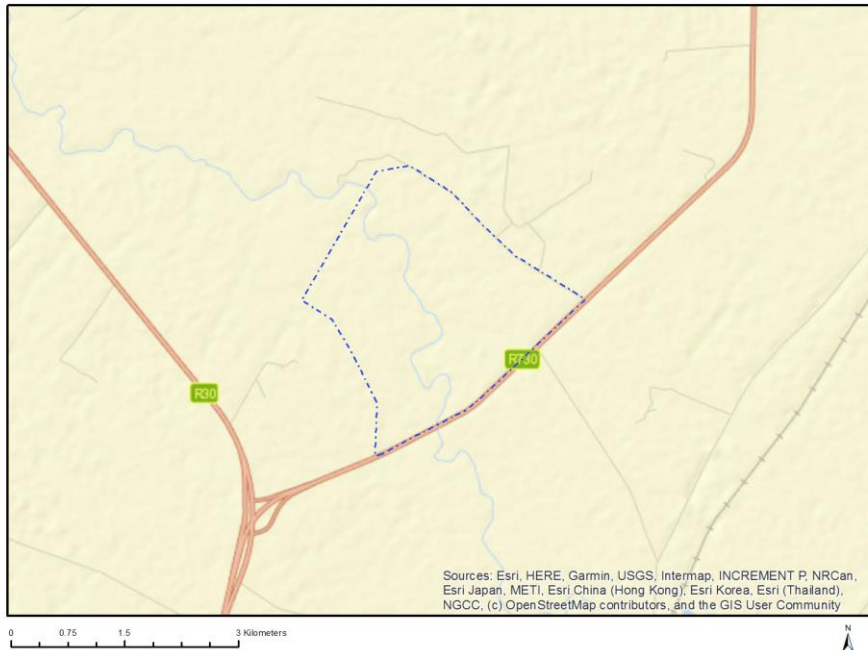 R730
R30
Sources: Esri, HERE, Garmin, USGS, Intermap, INCREMENT P, NRCan,
Esri Japan, METI, Esri China (Hong Kong), Esri Korea, Esri (Thailand),
NGCC, (c) OpenStreetMap contributors, and the GIS User Community
0 0.75 1.5 3 Kilometers
N